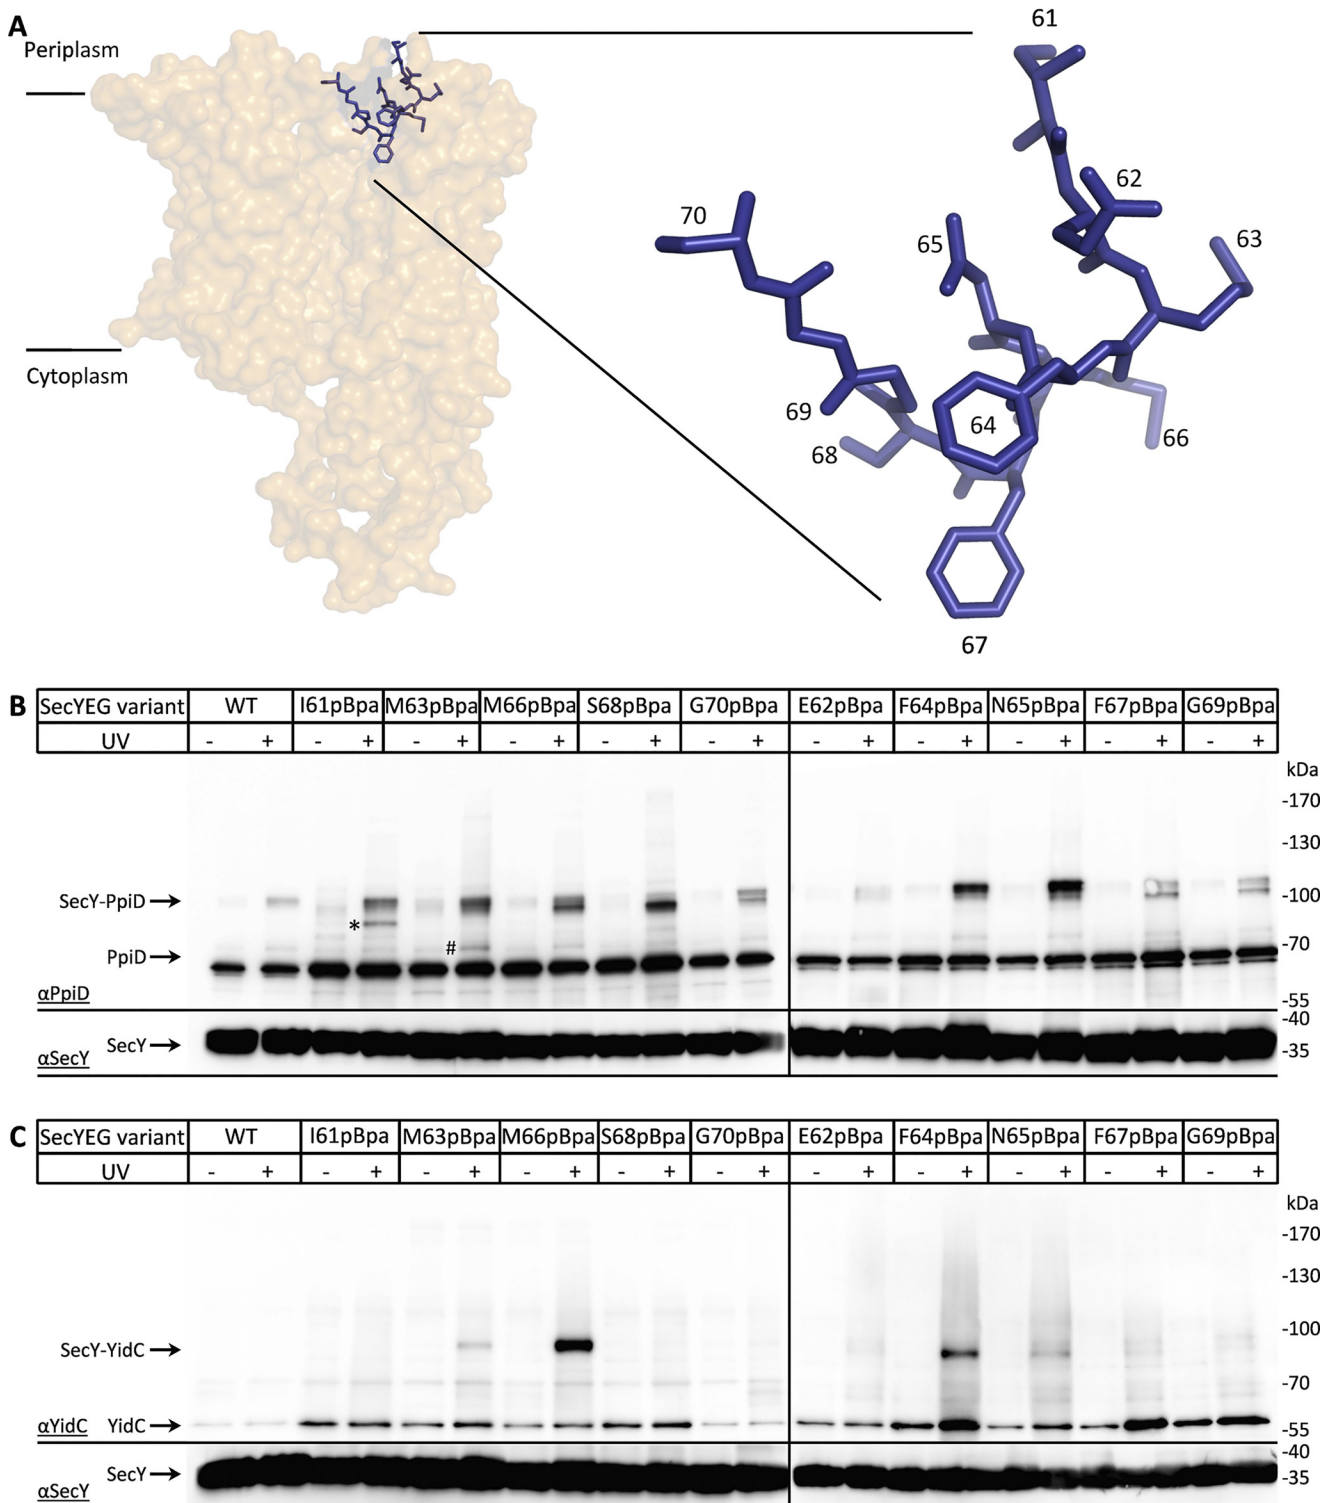 A
Periplasm
Cytoplasm
61
62
63
70
65
69
64
66
68
67
B
SecYEG variant WT I61pBpa M63pBpa M66pBpa S68pBpa G70pBpa E62pBpa F64pBpa N65pBpa F67pBpa G69pBpa
UV - + - + - + - + - + - + - + - + - + - + - +
kDa
-170
-130
SecY-PpiD → -100
*
#
PpiD → -70
αPpiD -55
-40
αSecY SecY → -35
C
SecYEG variant WT I61pBpa M63pBpa M66pBpa S68pBpa G70pBpa E62pBpa F64pBpa N65pBpa F67pBpa G69pBpa
UV - + - + - + - + - + - + - + - + - + - + - +
kDa
-170
-130
SecY-YidC → -100
-70
αYidC YidC → -55
-40
αSecY SecY → -35